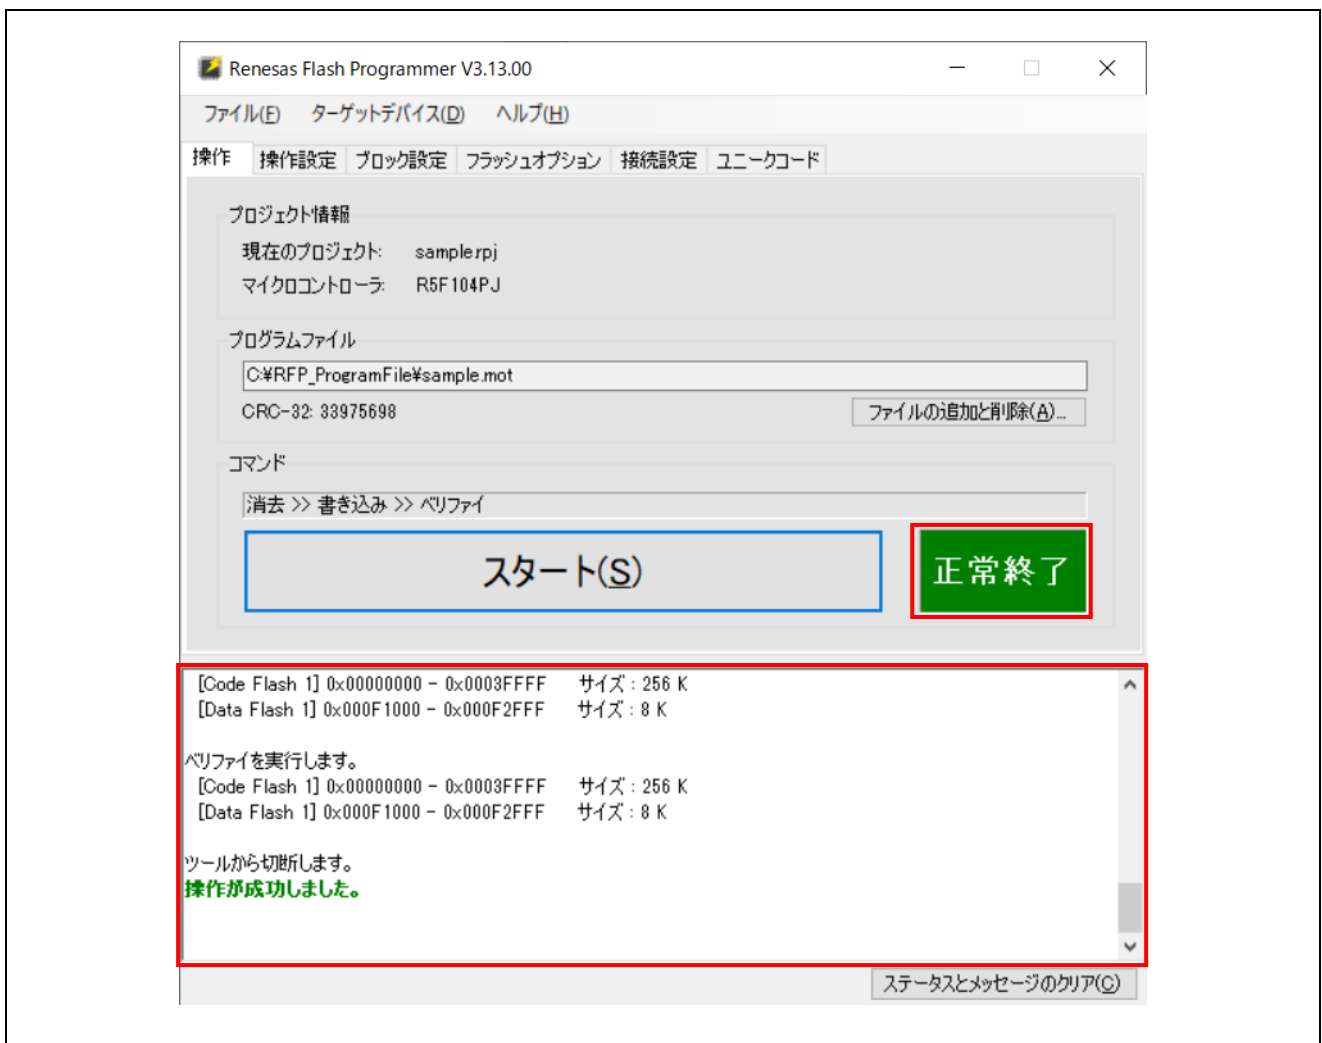 Renesas Flash Programmer V3.13.00
ファイル(F) ターゲットデバイス(D) ヘルプ(H)
操作 操作設定 ブロック設定 フラッシュオプション 接続設定 ユニークコード
プロジェクト情報
現在のプロジェクト: sample.rpj
マイクロコントローラ: R5F104PJ
プログラムファイル
C:¥RFP_ProgramFile¥sample.mot
CRC-32: 33975698 ファイルの追加と削除(A)...
コマンド
消去 >> 書き込み >> ベリファイ
スタート(S) 正常終了
[Code Flash 1] 0x00000000 - 0x0003FFFF サイズ : 256 K
[Data Flash 1] 0x000F1000 - 0x000F2FFF サイズ : 8 K
ベリファイを実行します。
[Code Flash 1] 0x00000000 - 0x0003FFFF サイズ : 256 K
[Data Flash 1] 0x000F1000 - 0x000F2FFF サイズ : 8 K
ツールから切断します。
操作が成功しました。
ステータスとメッセージのクリア(C)